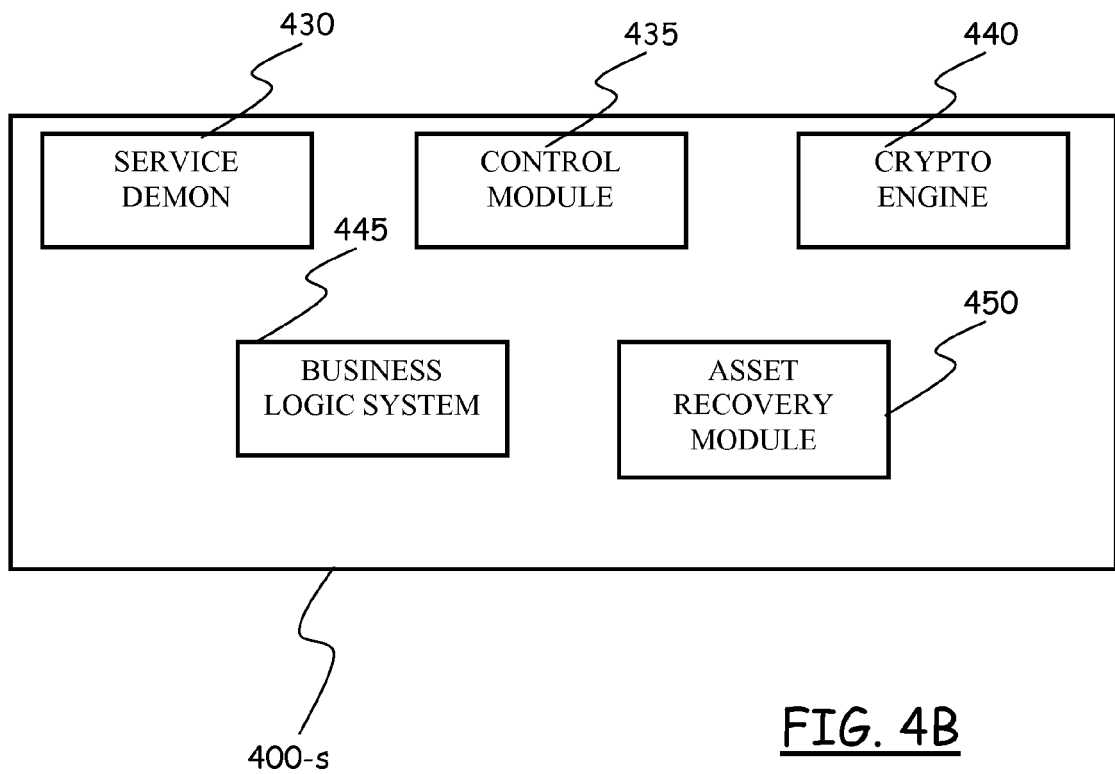 430
435
440
SERVICE
DEMON
CONTROL
MODULE
CRYPTO
ENGINE
445
450
BUSINESS
LOGIC SYSTEM
ASSET
RECOVERY
MODULE
400-s
FIG. 4B